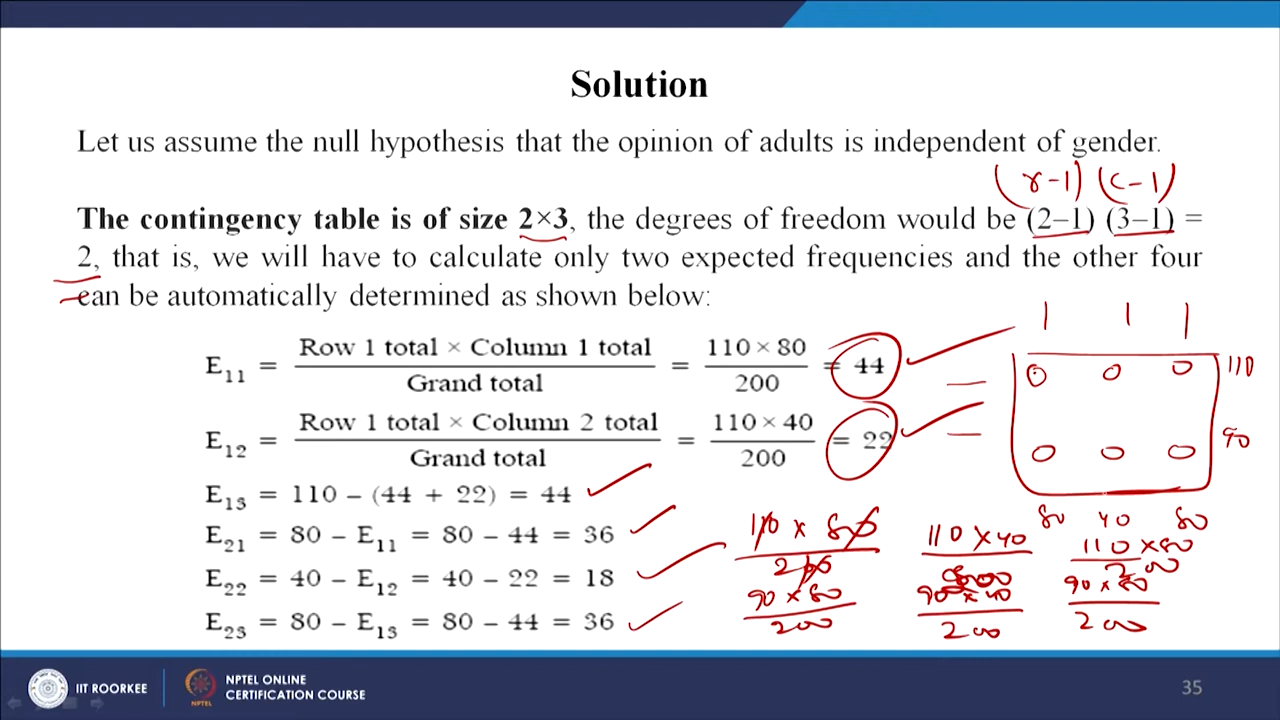 Solution
Let us assume the null hypothesis that the opinion of adults is independent of gender.
(r-1) (c-1)
The contingency table is of size 2×3, the degrees of freedom would be (2–1) (3–1) =
2, that is, we will have to calculate only two expected frequencies and the other four
can be automatically determined as shown below:
E11 = Row 1 total × Column 1 total / Grand total = 110 × 80 / 200 = 44
E12 = Row 1 total × Column 2 total / Grand total = 110 × 40 / 200 = 22
E13 = 110 – (44 + 22) = 44
E21 = 80 – E11 = 80 – 44 = 36
E22 = 40 – E12 = 40 – 22 = 18
E23 = 80 – E13 = 80 – 44 = 36
110
90
80 40 80
110 × 80 / 200
110 × 40
110 × 80 / 200
90 × 80 / 200
90 × 40 / 200
90 × 80 / 200
IIT ROORKEE
NPTEL
NPTEL ONLINE
CERTIFICATION COURSE
35